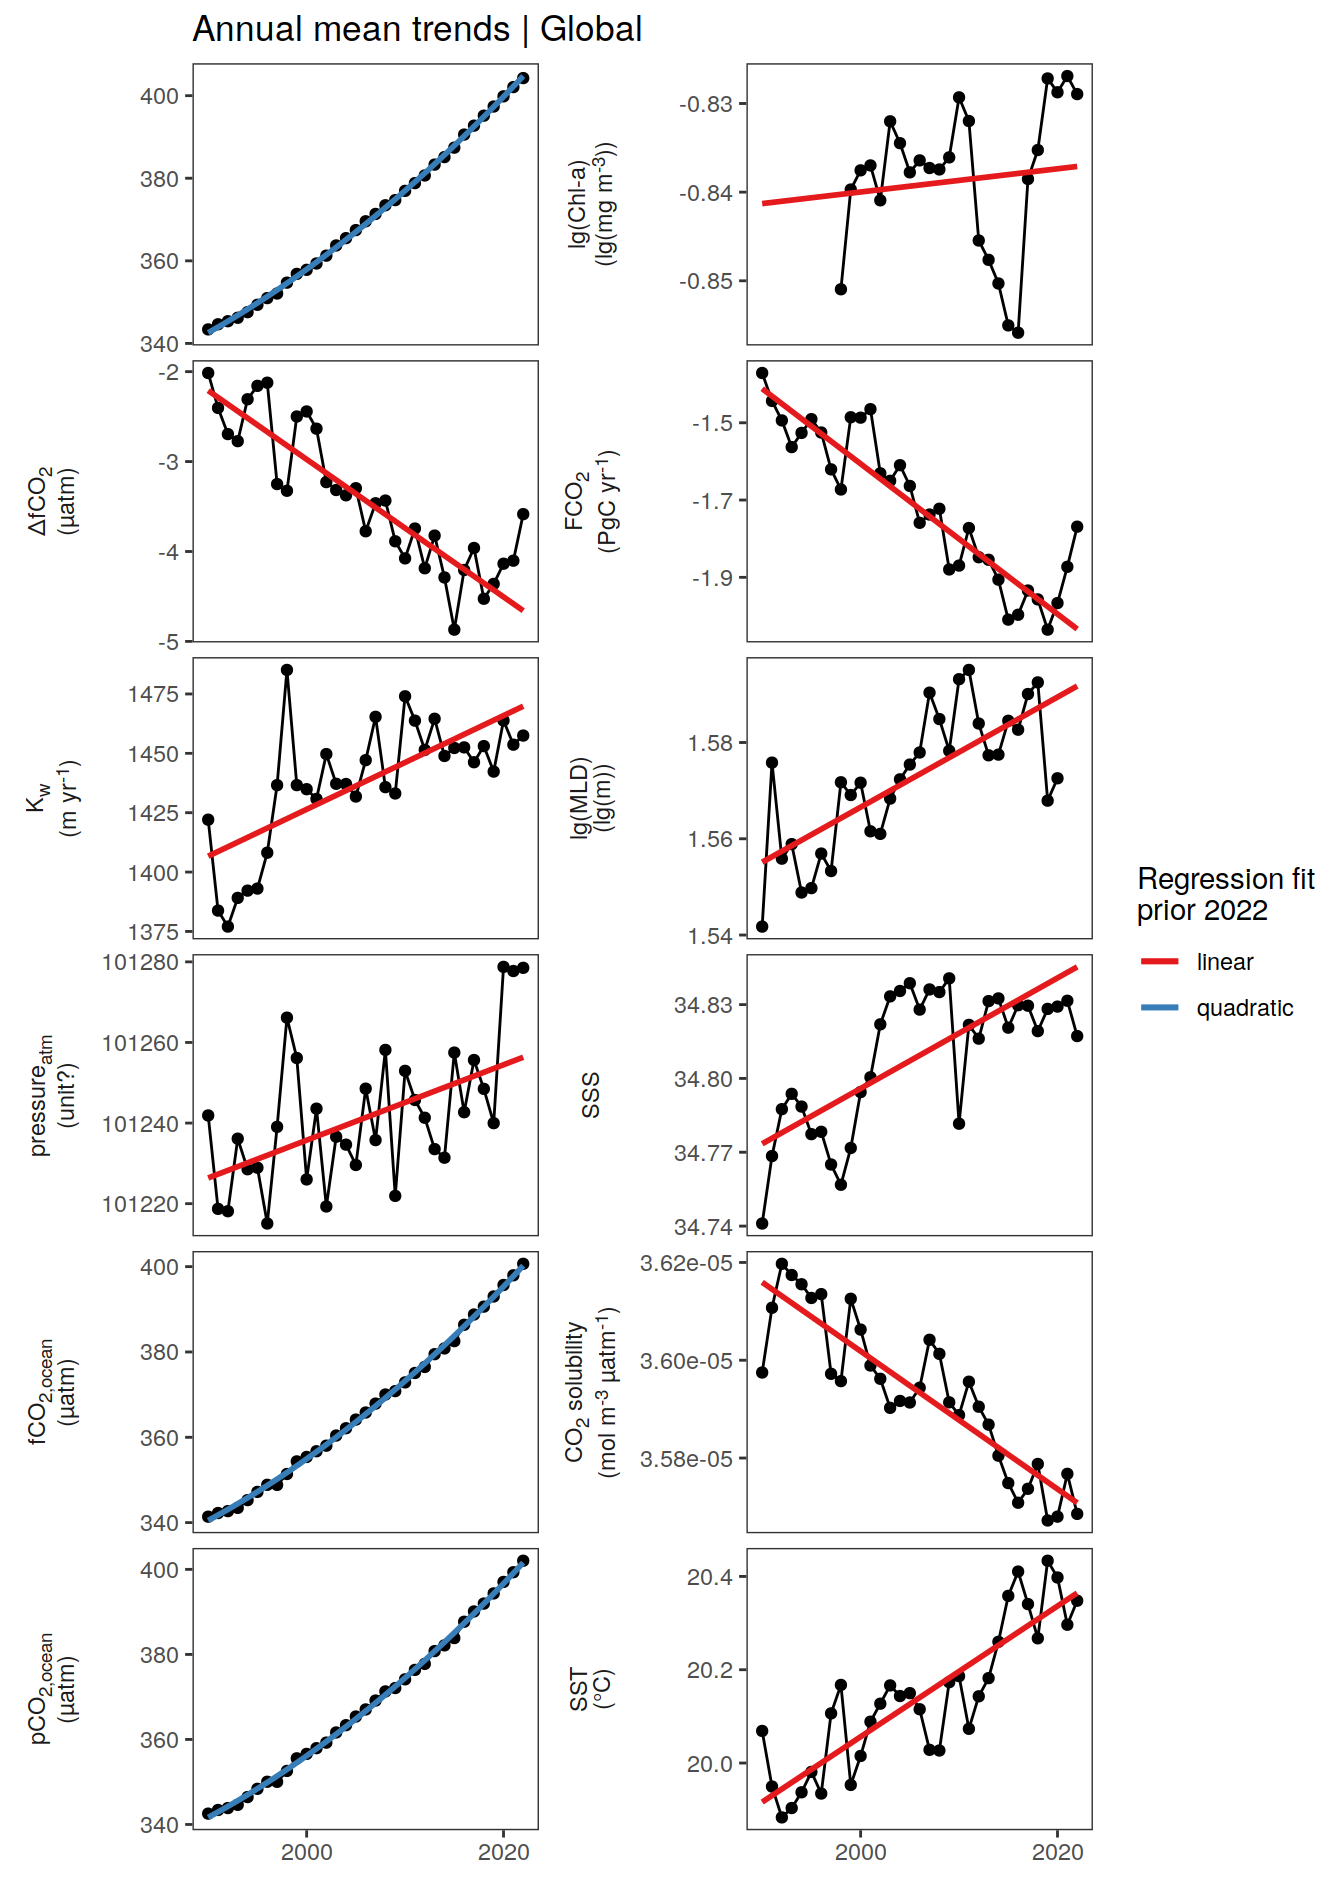 Annual mean trends | Global
400
380
360
340
lg(Chl-a)
(lg(mg m⁻³))
-0.83
-0.84
-0.85
ΔfCO₂
(µatm)
-2
-3
-4
-5
FCO₂
(PgC yr⁻¹)
-1.5
-1.7
-1.9
K_w
(m yr⁻¹)
1475
1450
1425
1400
1375
lg(MLD)
(lg(m))
1.58
1.56
1.54
pressure_atm
(unit?)
101280
101260
101240
101220
SSS
34.83
34.80
34.77
34.74
fCO₂,ocean
(µatm)
400
380
360
340
CO₂ solubility
(mol m⁻³ µatm⁻¹)
3.62e-05
3.60e-05
3.58e-05
pCO₂,ocean
(µatm)
400
380
360
340
2000
2020
SST
(°C)
20.4
20.2
20.0
2000
2020
Regression fit
prior 2022
linear
quadratic